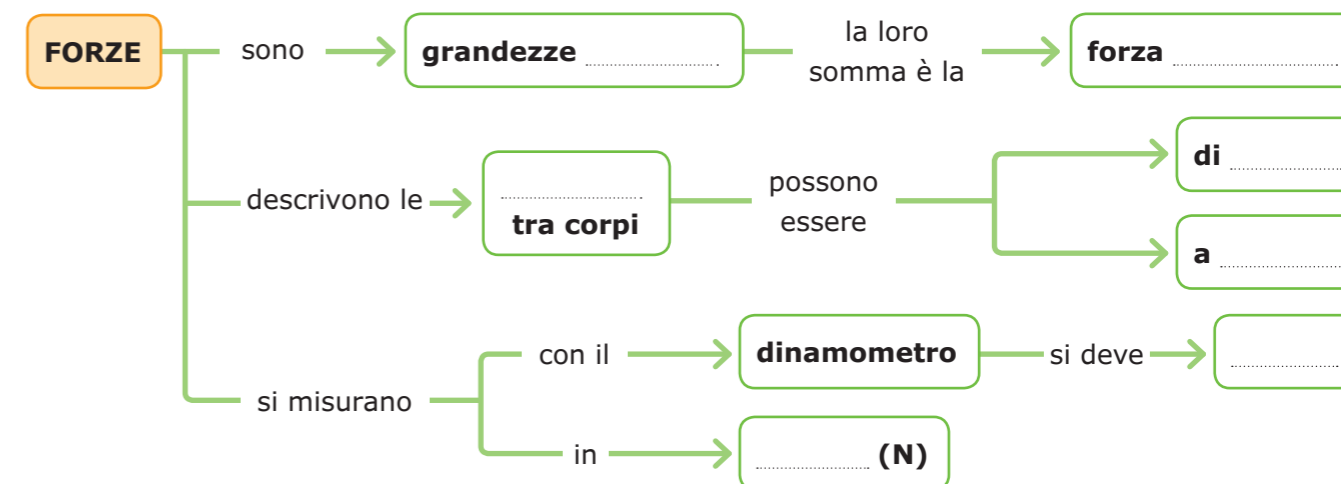 FORZE
sono
grandezze
la loro
somma è la
forza
descrivono le
tra corpi
possono
essere
di
a
si misurano
con il
dinamometro
si deve
in
(N)